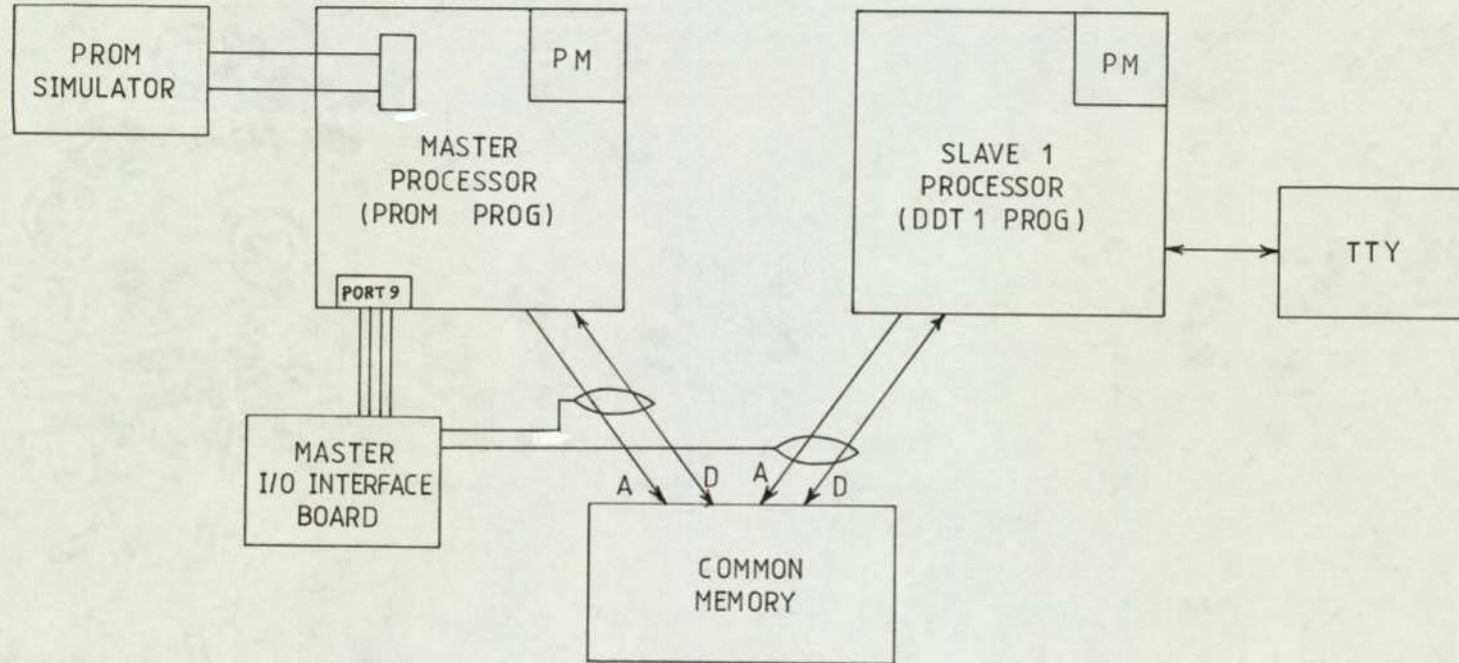 PROM
SIMULATOR
PM
MASTER
PROCESSOR
(PROM PROG)
PORT 9
PM
SLAVE 1
PROCESSOR
(DDT 1 PROG)
TTY
MASTER
I/O INTERFACE
BOARD
A
D
A
D
COMMON
MEMORY